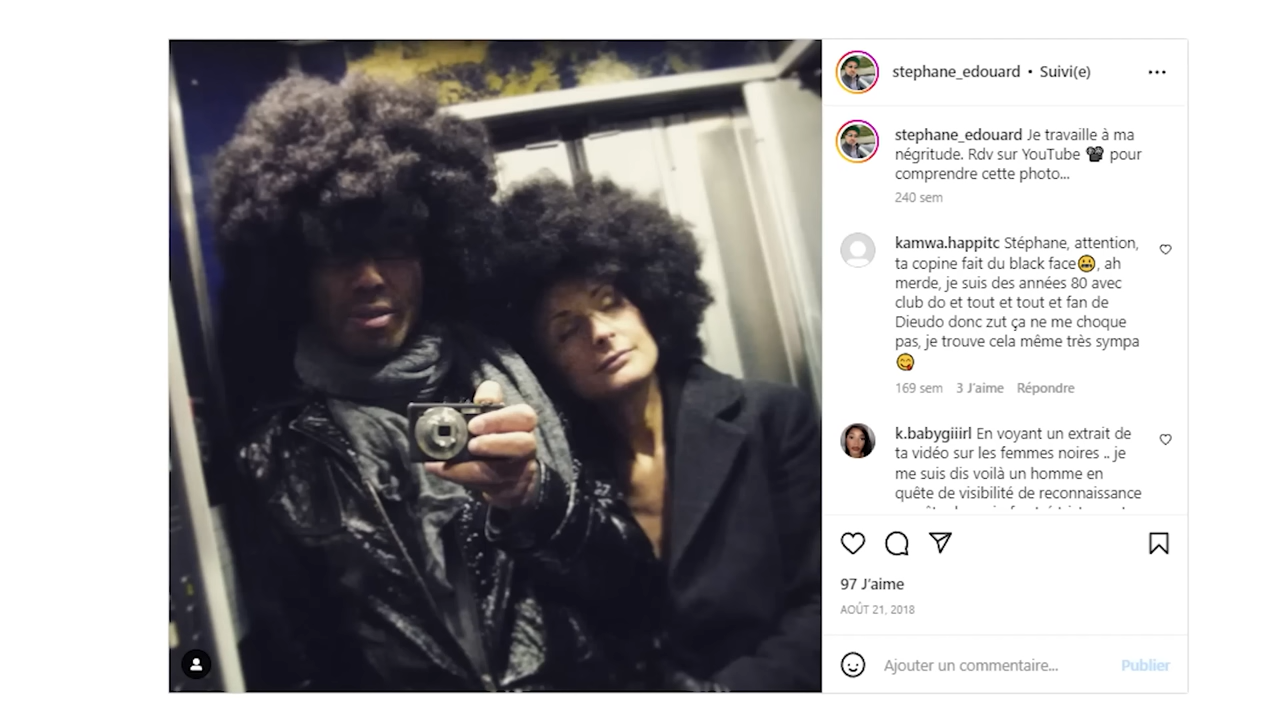 stephane_edouard • Suivi(e)
stephane_edouard Je travaille à ma
négritude. Rdv sur YouTube 📽 pour
comprendre cette photo...
240 sem
kamwa.happitc Stéphane, attention,
ta copine fait du black face🤬, ah
merde, je suis des années 80 avec
club do et tout et tout et fan de
Dieudo donc zut ça ne me choque
pas, je trouve cela même très sympa
😋
169 sem 3 J'aime Répondre
k.babygiiirl En voyant un extrait de
ta vidéo sur les femmes noires .. je
me suis dis voilà un homme en
quête de visibilité de reconnaissance
97 J'aime
AOÛT 21, 2018
Ajouter un commentaire... Publier